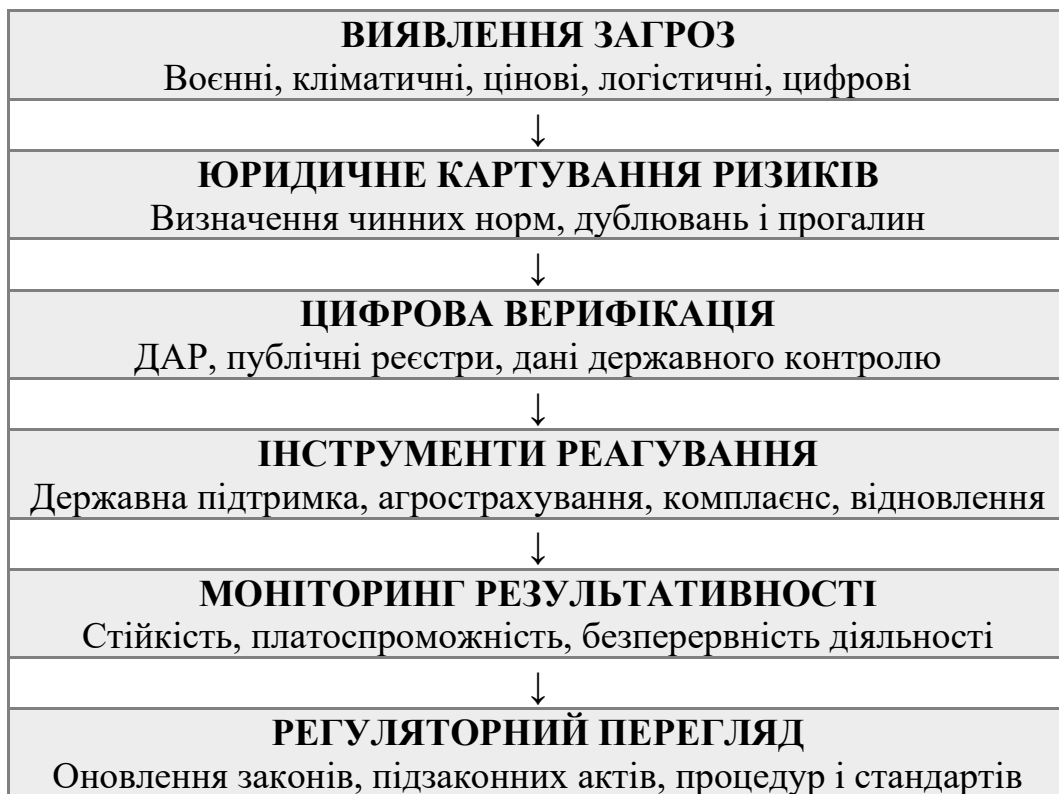 ВИЯВЛЕННЯ ЗАГРОЗ
Воєнні, кліматичні, цінові, логістичні, цифрові
↓
ЮРИДИЧНЕ КАРТУВАННЯ РИЗИКІВ
Визначення чинних норм, дублювань і прогалин
↓
ЦИФРОВА ВЕРИФІКАЦІЯ
ДАР, публічні реєстри, дані державного контролю
↓
ІНСТРУМЕНТИ РЕАГУВАННЯ
Державна підтримка, агрострахування, комплаєнс, відновлення
↓
МОНІТОРИНГ РЕЗУЛЬТАТИВНОСТІ
Стійкість, платоспроможність, безперервність діяльності
↓
РЕГУЛЯТОРНИЙ ПЕРЕГЛЯД
Оновлення законів, підзаконних актів, процедур і стандартів